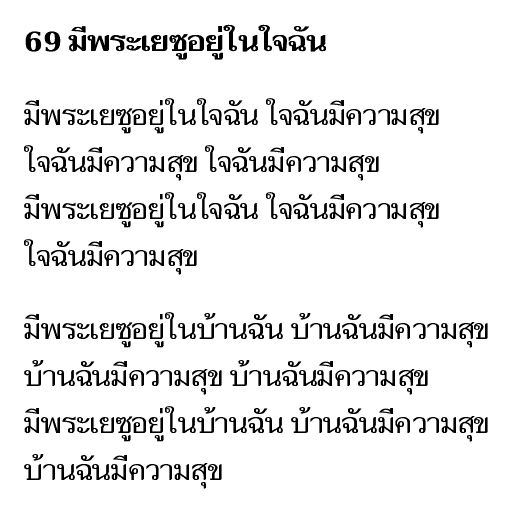 69 มีพระเยซูอยู่ในใจฉัน
มีพระเยซูอยู่ในใจฉัน ใจฉันมีความสุข
ใจฉันมีความสุข ใจฉันมีความสุข
มีพระเยซูอยู่ในใจฉัน ใจฉันมีความสุข
ใจฉันมีความสุข
มีพระเยซูอยู่ในบ้านฉัน บ้านฉันมีความสุข
บ้านฉันมีความสุข บ้านฉันมีความสุข
มีพระเยซูอยู่ในบ้านฉัน บ้านฉันมีความสุข
บ้านฉันมีความสุข